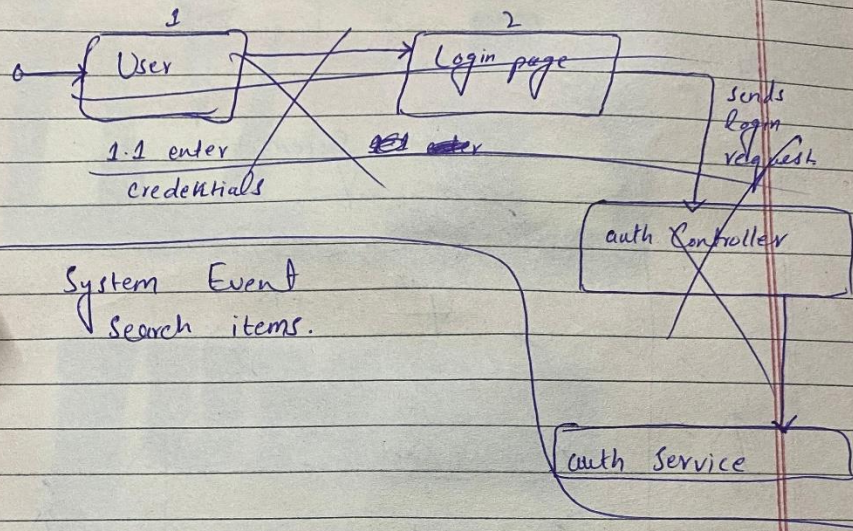 1
2
User
Login page
sends
login
request
1.1 enter
credentials
auth Controller
System Event
Search items.
auth Service